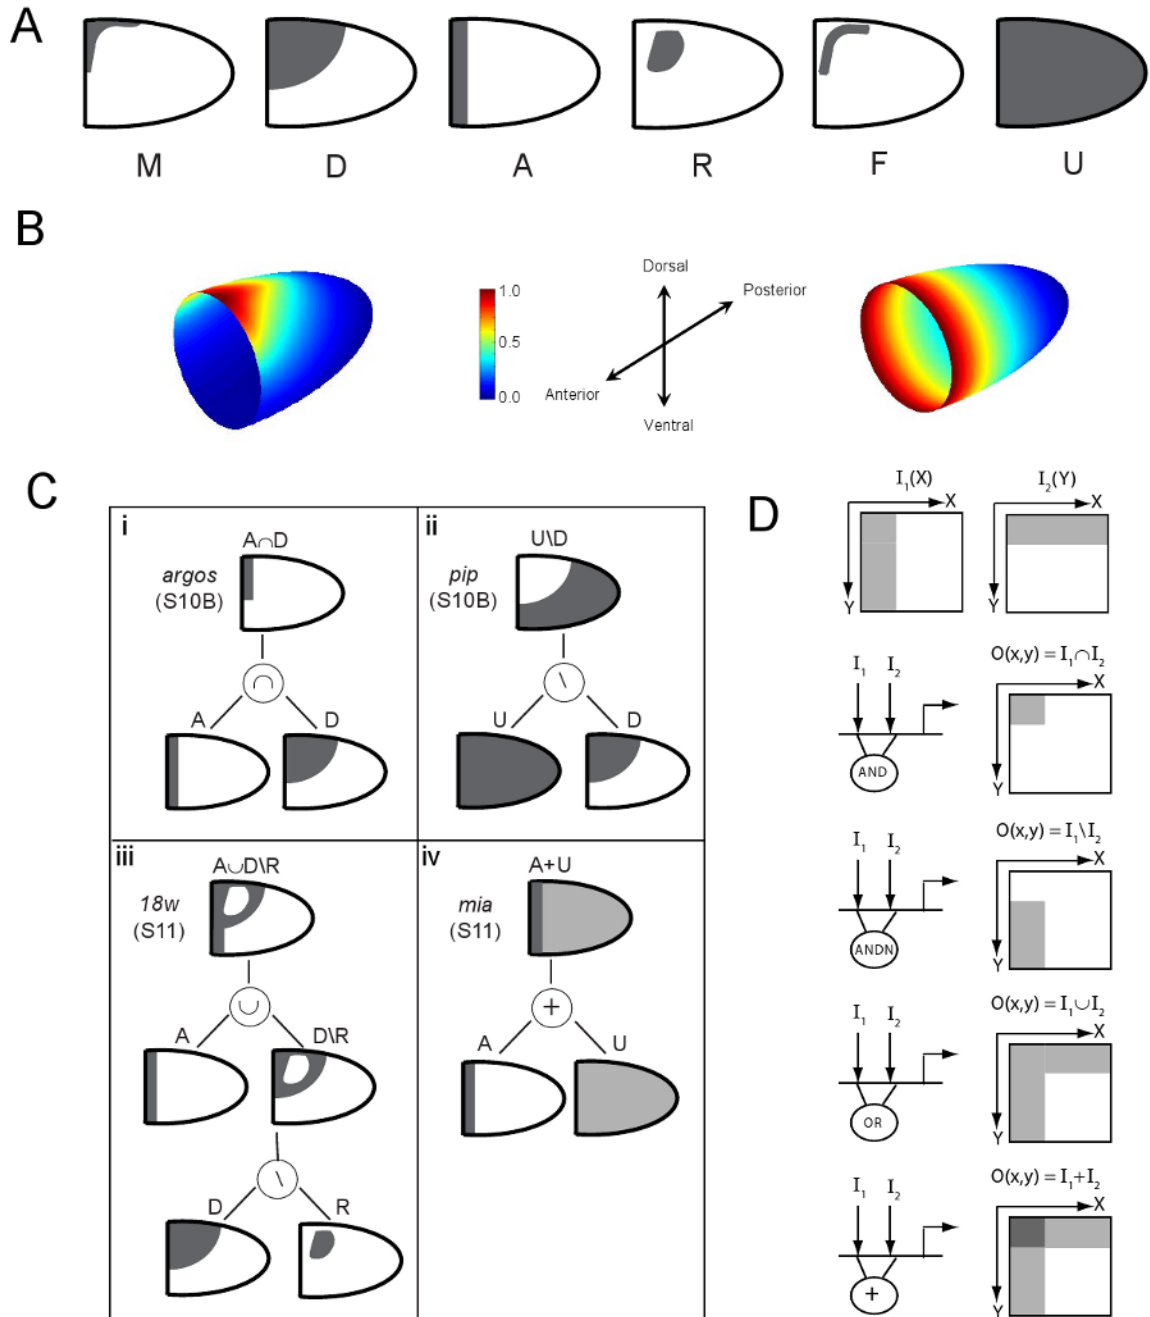 A
M D A R F U
B
1.0
0.5
0.0
Dorsal
Posterior
Anterior
Ventral
C
i
A∩D
argos
(S10B)
∩
A D
ii
U\D
pip
(S10B)
\
U D
iii
A∪D\R
18w
(S11)
∪
A D\R
\
D R
iv
A+U
mia
(S11)
+
A U
D
I₁(X) I₂(Y)
X X
Y Y
I₁ I₂
AND
O(x,y) = I₁∩I₂
X
Y
I₁ I₂
ANDN
O(x,y) = I₁\I₂
X
Y
I₁ I₂
OR
O(x,y) = I₁∪I₂
X
Y
I₁ I₂
+
O(x,y) = I₁+I₂
X
Y